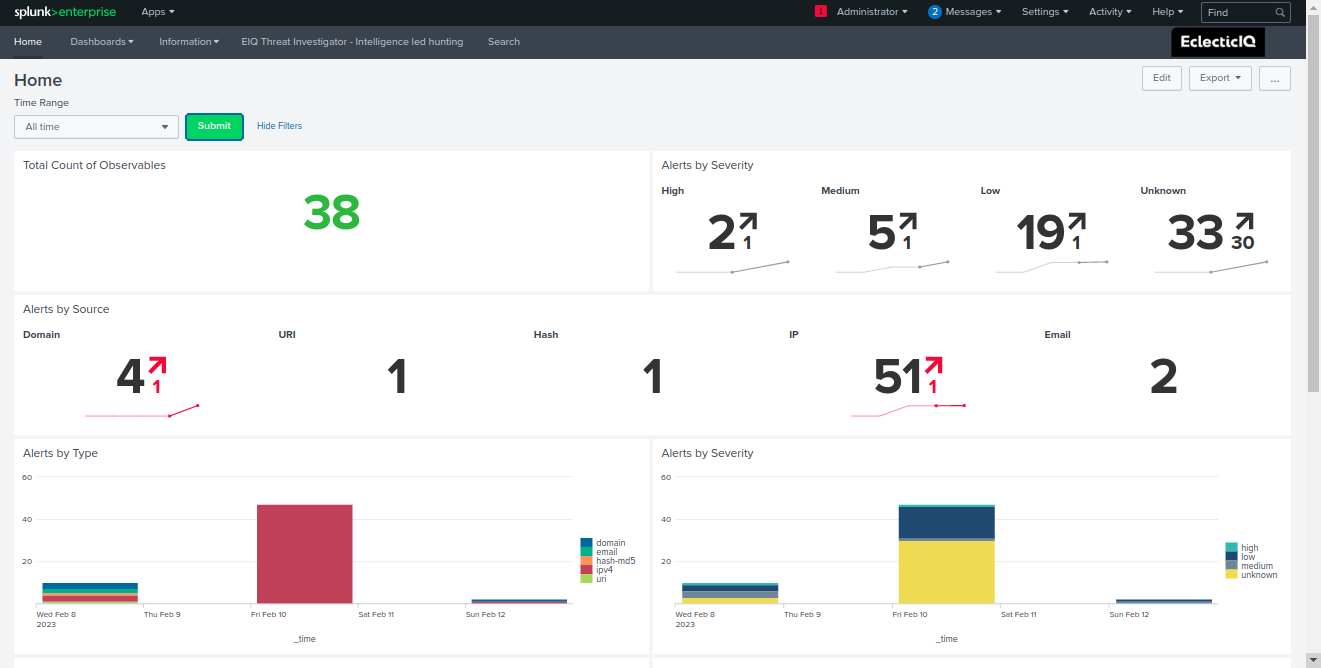 splunk>enterprise Apps ! Administrator 2 Messages Settings Activity Help Find
Home Dashboards Information EIQ Threat Investigator - Intelligence led hunting Search EclecticIQ
Home Edit Export ...
Time Range
All time Submit Hide Filters
Total Count of Observables
38
Alerts by Severity
High Medium Low Unknown
2 1 5 1 19 1 33 30
Alerts by Source
Domain URI Hash IP Email
4 1 1 1 51 1 2
Alerts by Type
60
40
20
Wed Feb 8 Thu Feb 9 Fri Feb 10 Sat Feb 11 Sun Feb 12
2023
_time
domain
email
hash-md5
ipv4
uri
Alerts by Severity
60
40
20
Wed Feb 8 Thu Feb 9 Fri Feb 10 Sat Feb 11 Sun Feb 12
2023
_time
high
low
medium
unknown